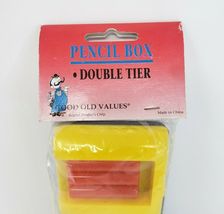 PENCIL BOX
• DOUBLE TIER
GOOD OLD VALUES®
Made in China